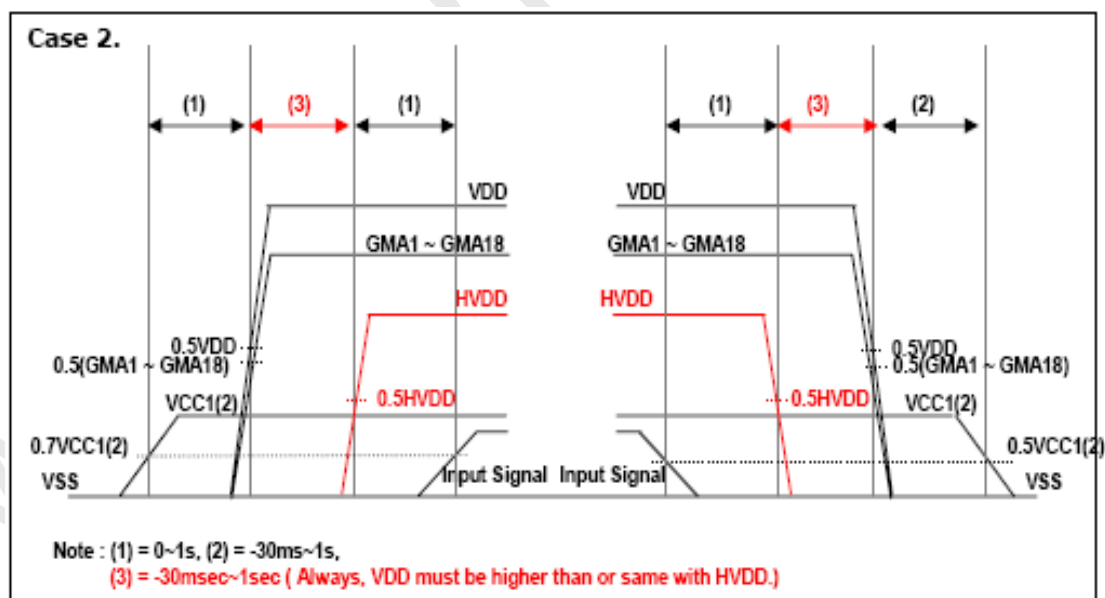 Case 2.
(1) (3) (1) (1) (3) (2)
VDD VDD
GMA1 ~ GMA18 GMA1 ~ GMA18
HVDD HVDD
0.5VDD 0.5VDD
0.5(GMA1 ~ GMA18) 0.5(GMA1 ~ GMA18)
VCC1(2) 0.5HVDD 0.5HVDD VCC1(2)
0.7VCC1(2) 0.5VCC1(2)
VSS Input Signal Input Signal VSS
Note : (1) = 0~1s, (2) = -30ms~1s,
(3) = -30msec~1sec ( Always, VDD must be higher than or same with HVDD.)